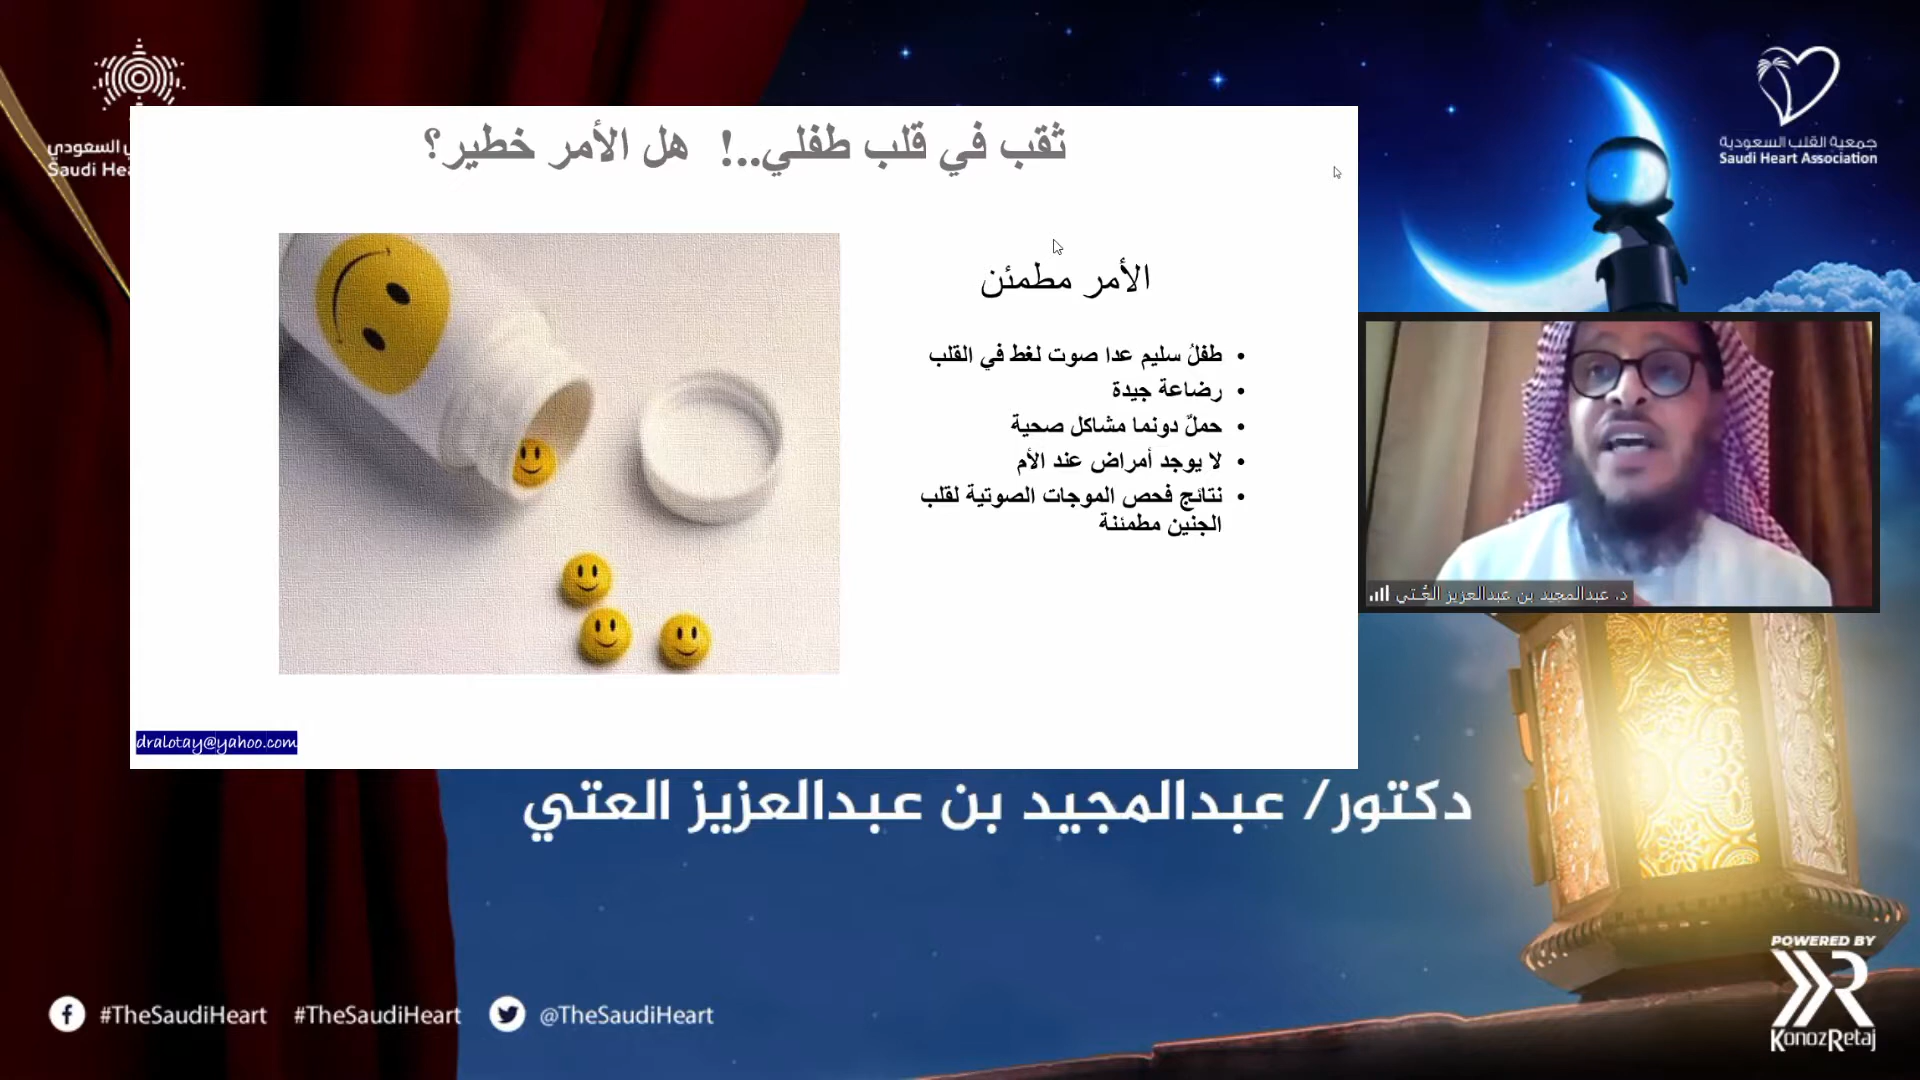 ي السعودي
Saudi Hea
جمعية القلب السعودية
Saudi Heart Association
ثقب في قلب طفلي..! هل الأمر خطير؟
الأمر مطمئن
• طفلُ سليم عدا صوت لغط في القلب
• رضاعة جيدة
• حملٌ دونما مشاكل صحية
• لا يوجد أمراض عند الأم
• نتائج فحص الموجات الصوتية لقلب
الجنين مطمئنة
dralotay@yahoo.com
د. عبدالمجيد بن عبدالعزيز العُتي
دكتور/ عبدالمجيد بن عبدالعزيز العتي
#TheSaudiHeart #TheSaudiHeart @TheSaudiHeart
POWERED BY
KonozRetaj